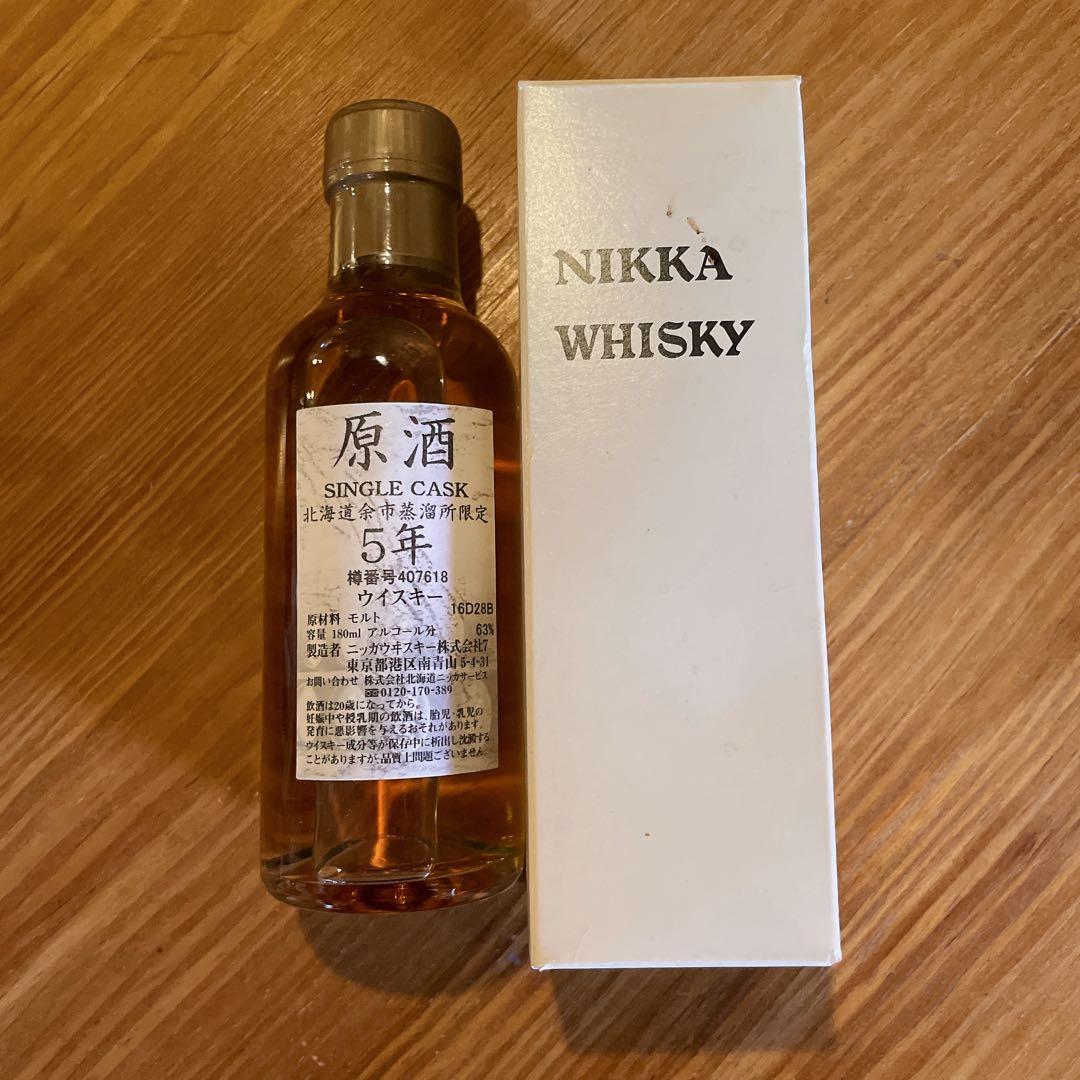 原酒
SINGLE CASK
北海道余市蒸溜所限定
5年
樽番号407618
ウイスキー
16D28B
原材料 モルト
容量 180ml アルコール分 63%
製造者 ニッカウヰスキー株式会社7
東京都港区南青山5-4-31
お問い合わせ 株式会社北海道ニッカサービス
0120-170-389
飲酒は20歳になってから。
妊娠中や授乳期の飲酒は、胎児・乳児の
発育に悪影響を与えるおそれがあります。
ウイスキー成分等が保存中に析出し沈澱する
ことがありますが、品質上問題ございません。
NIKKA
WHISKY